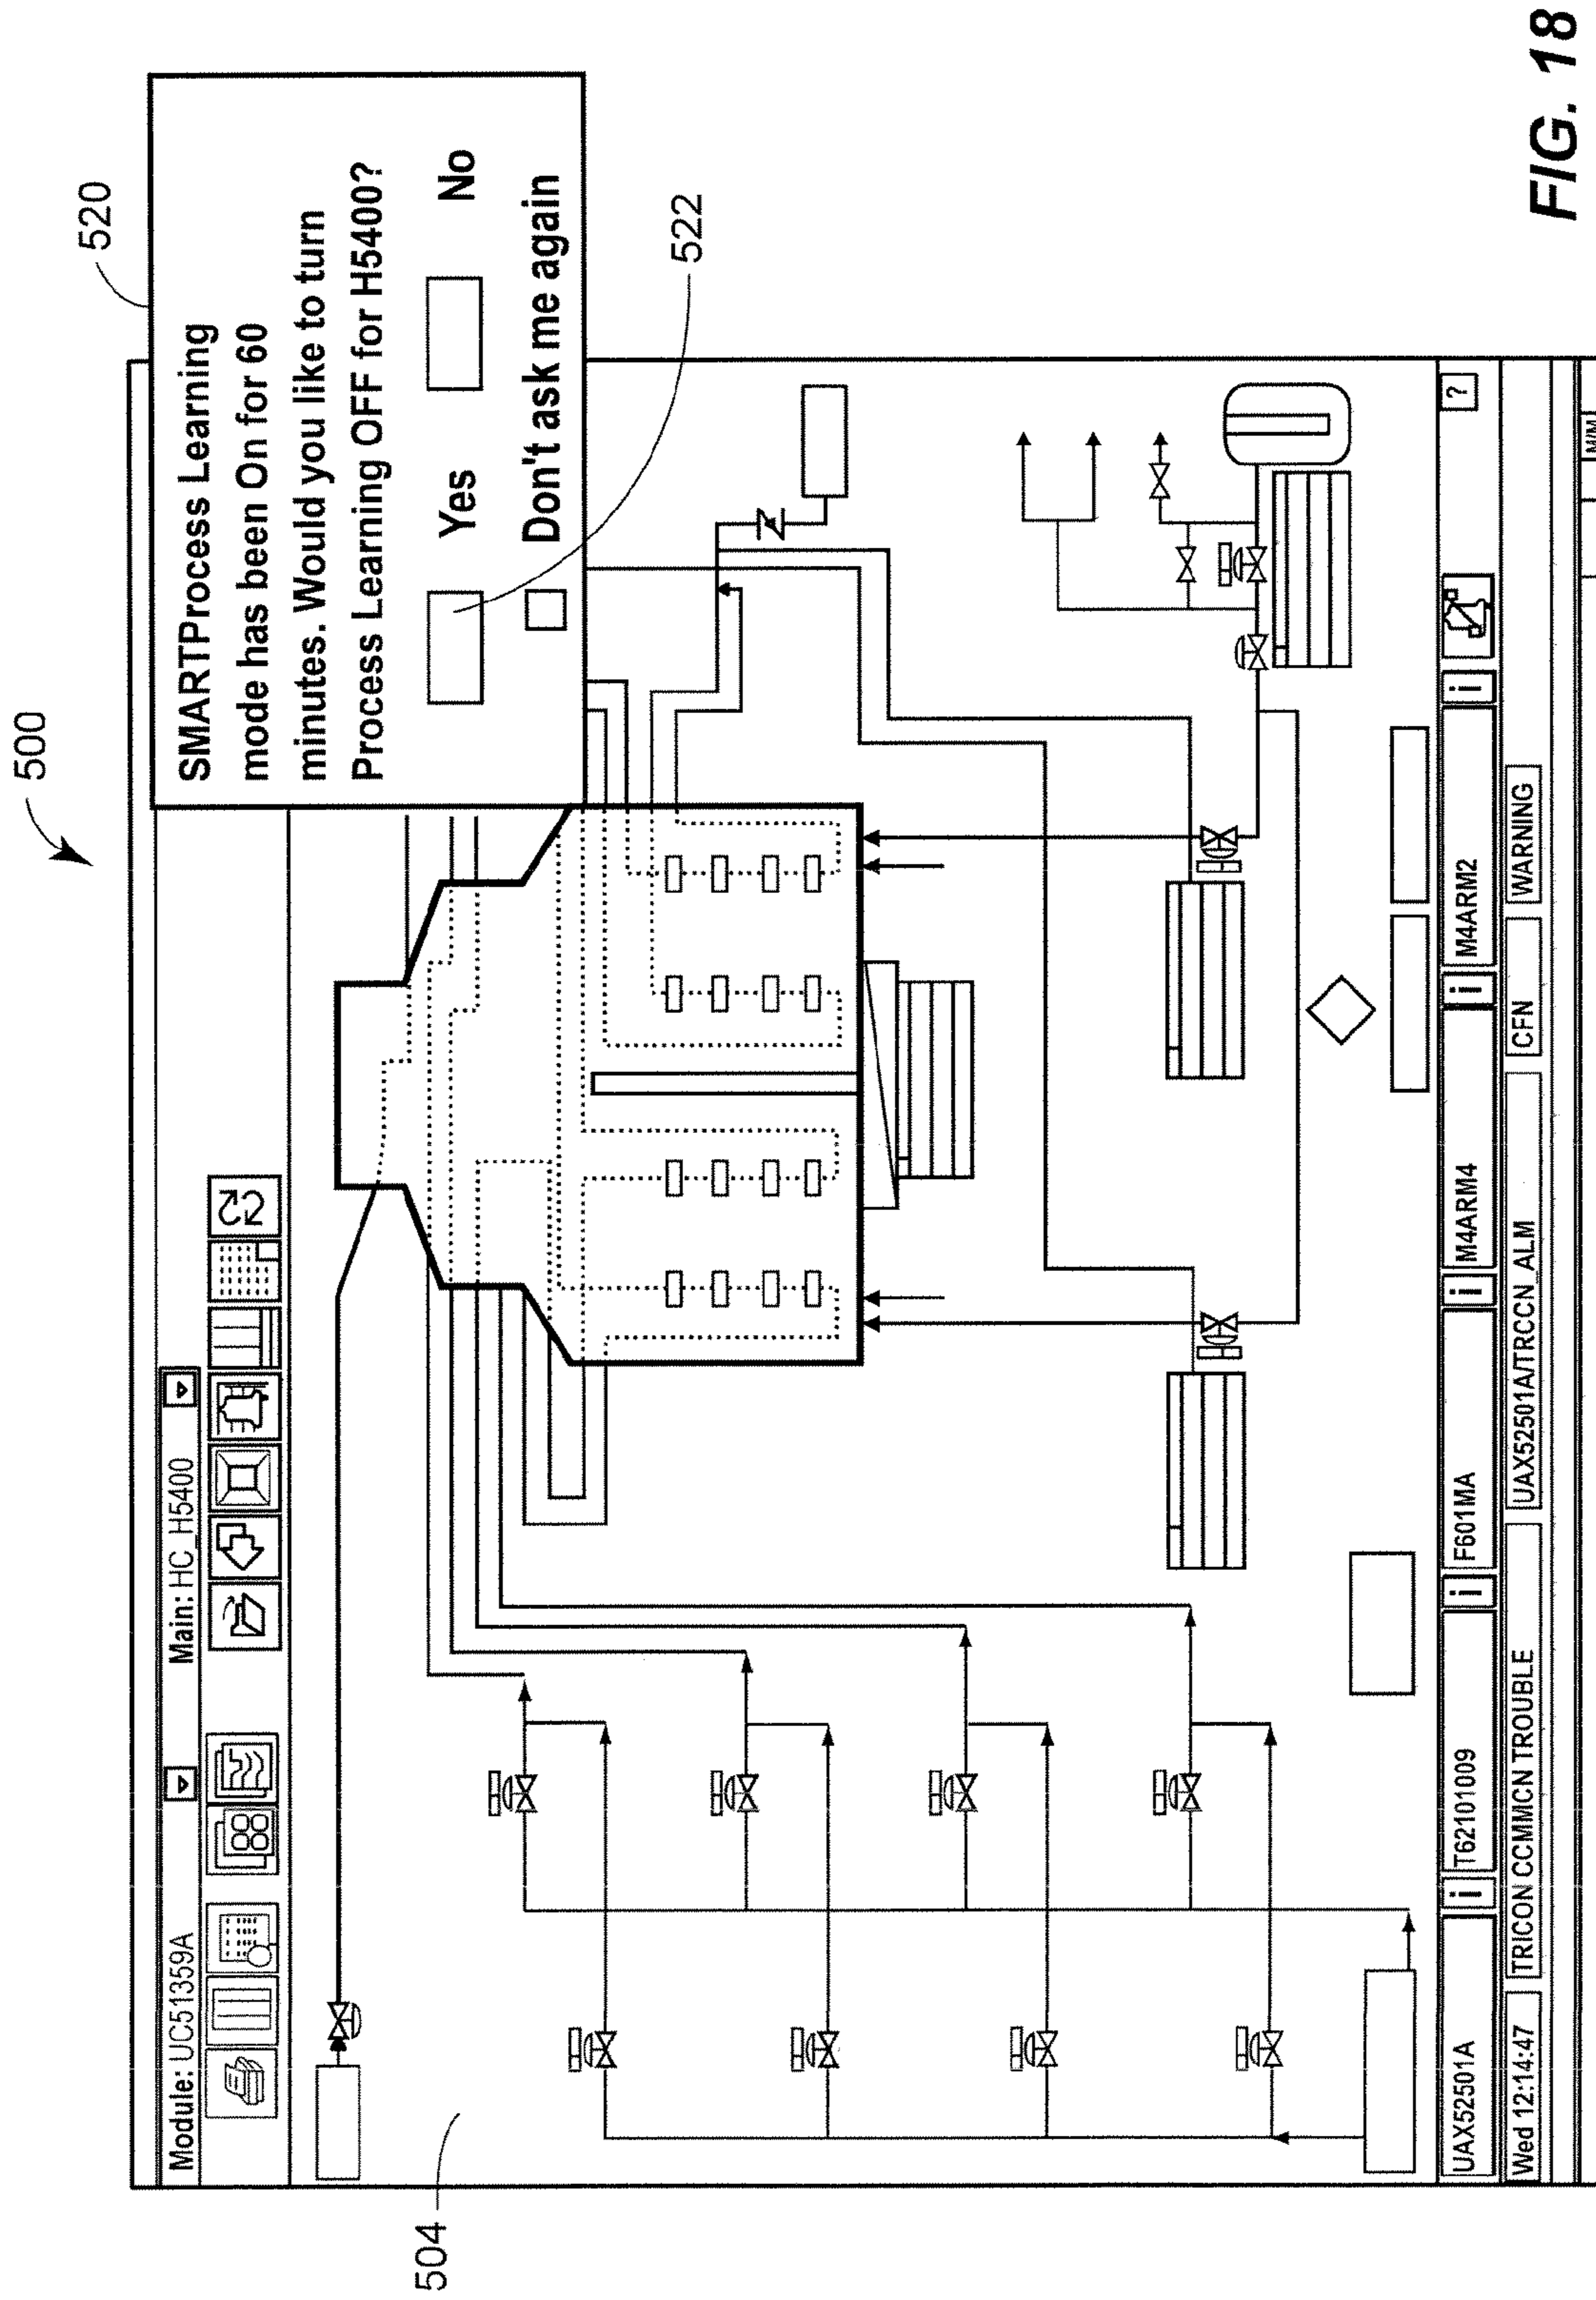 500
520
SMARTProcess Learning
mode has been On for 60
minutes. Would you like to turn
Process Learning OFF for H5400?
Yes No
Don't ask me again
522
Module: UC51359A Main: HC_H5400
504
UAX52501A i T62101009 i F601MA i M4ARM4 i M4ARM2 i ?
Wed 12:14:47 TRICON CCMMCN TROUBLE UAX52501A/TRCCN_ALM CFN WARNING
FIG. 18